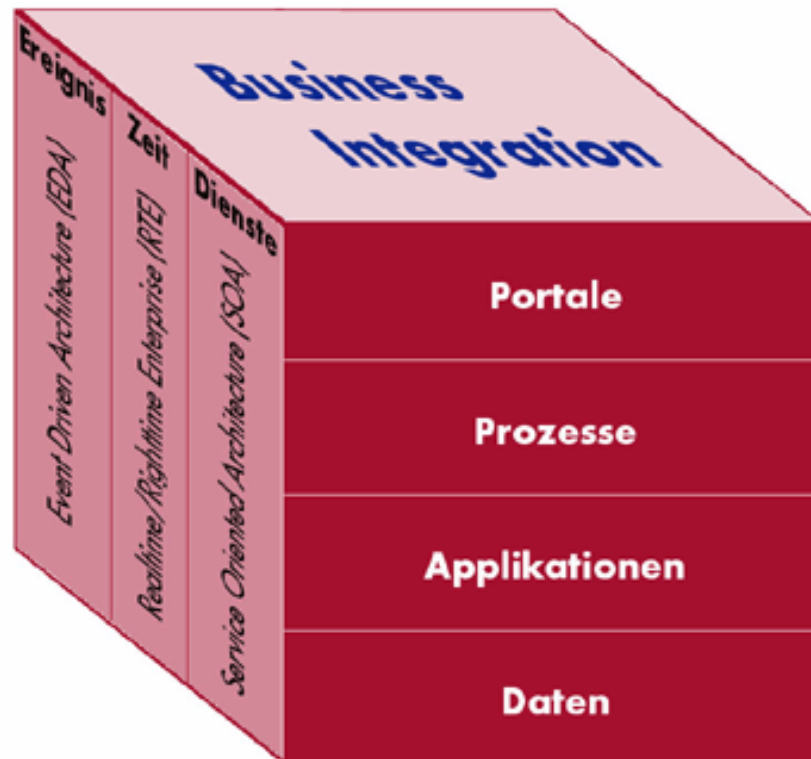 Business
Integration
Ereignis
Event Driven Architecture (EDA)
Zeit
Realtime/Righttime Enterprise (RTE)
Dienste
Service Oriented Architecture (SOA)
Portale
Prozesse
Applikationen
Daten